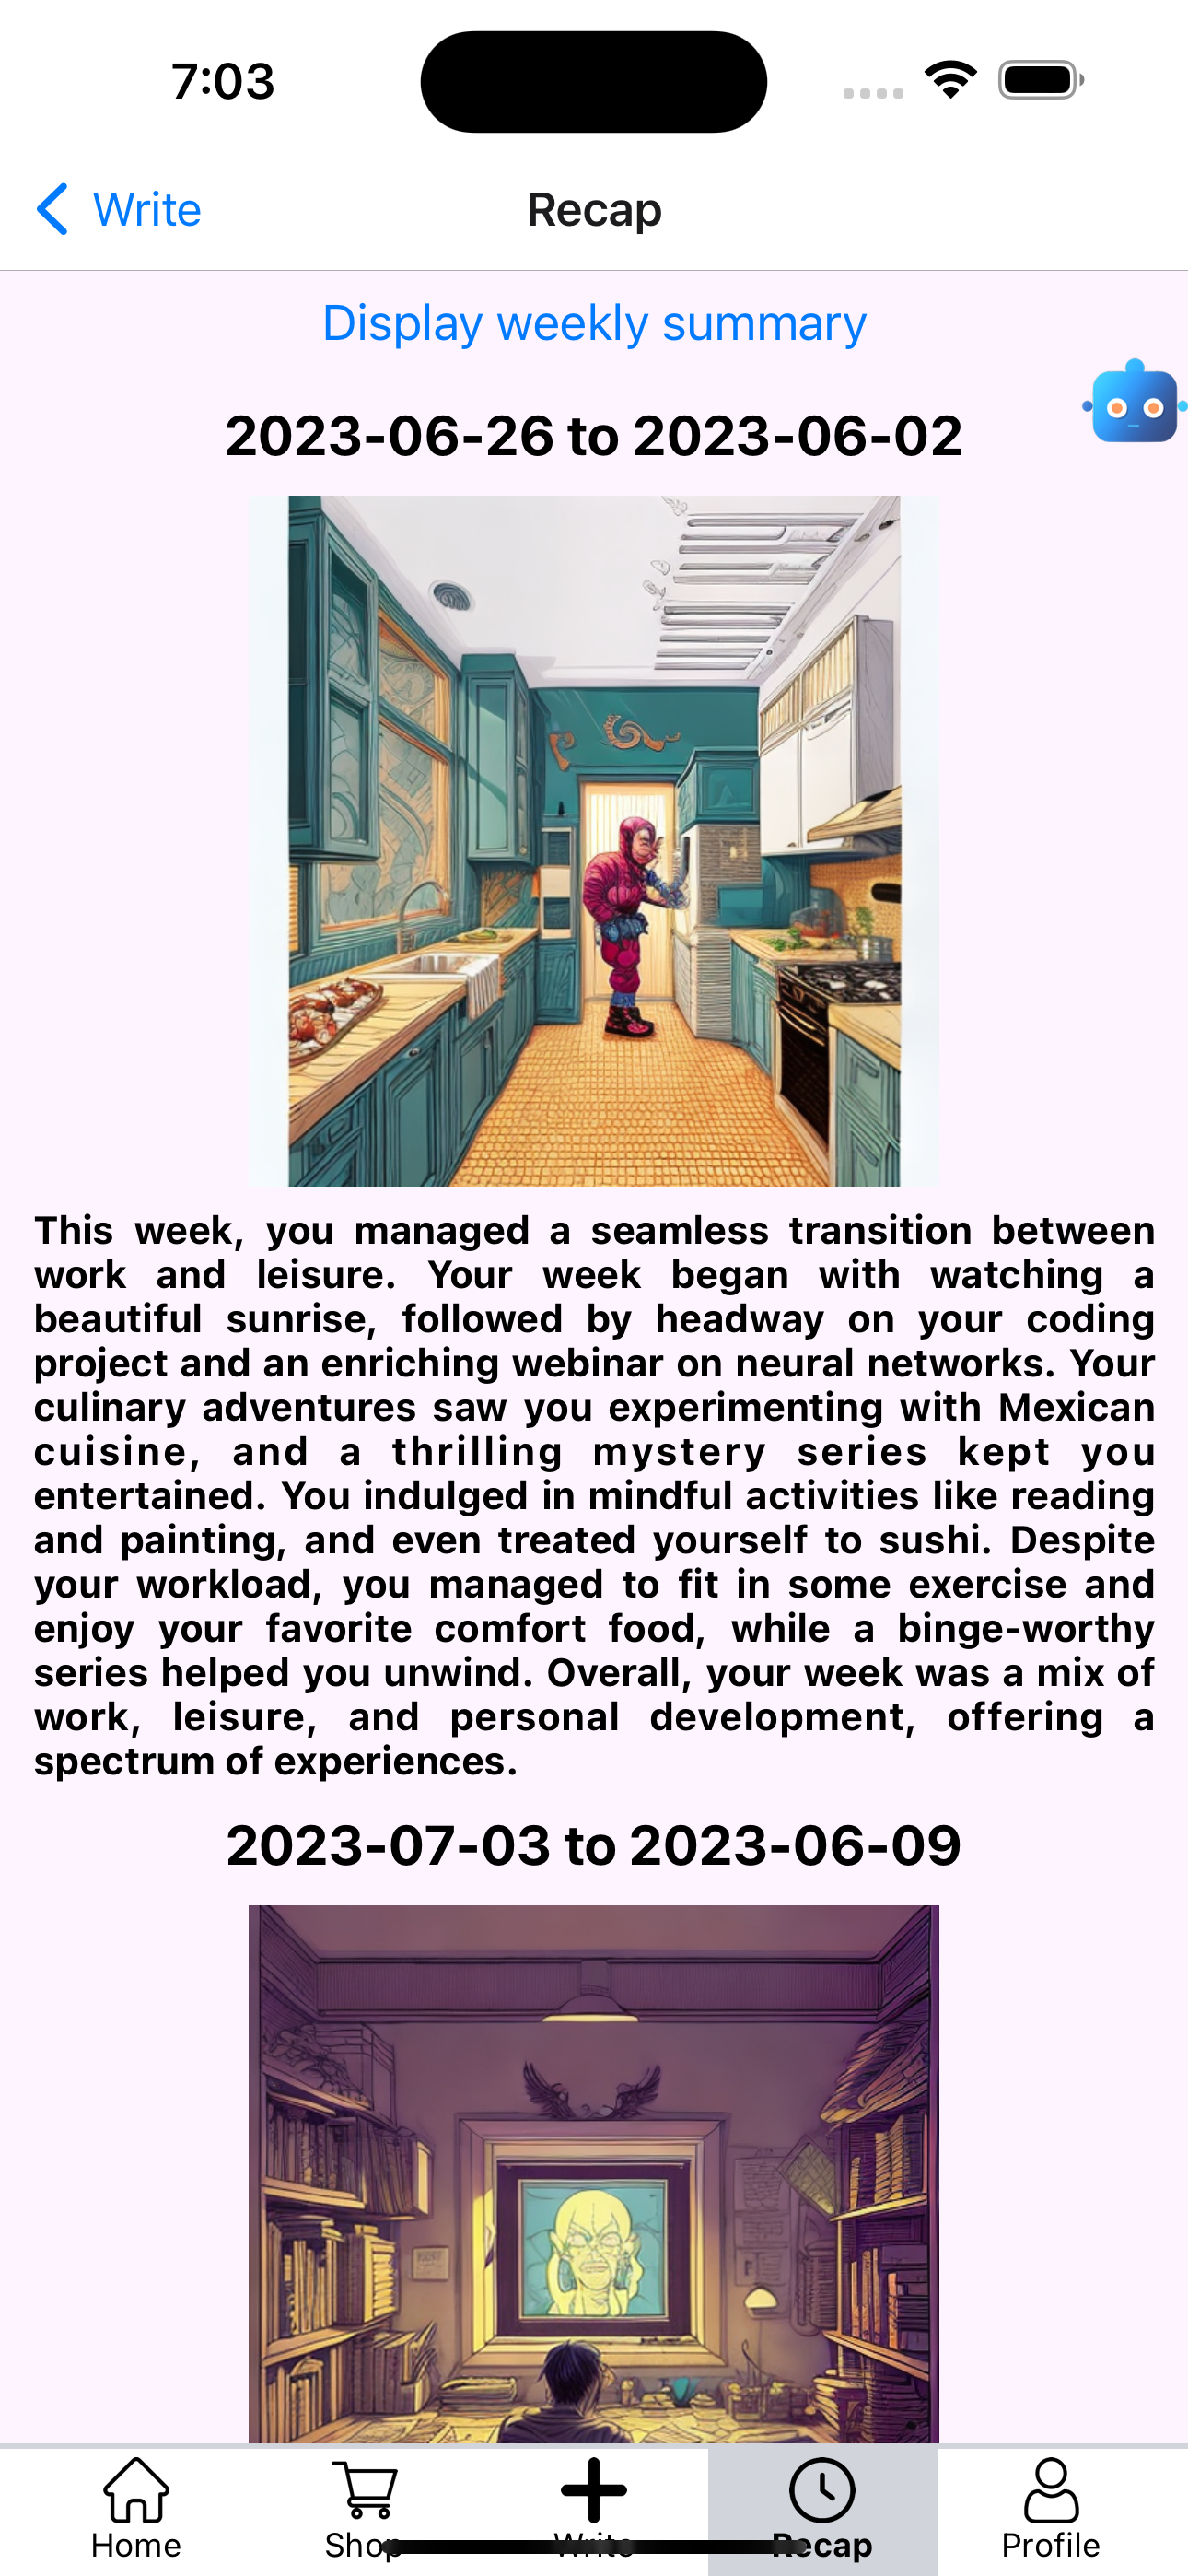 7:03
Write
Recap
Display weekly summary
2023-06-26 to 2023-06-02
This week, you managed a seamless transition between
work and leisure. Your week began with watching a
beautiful sunrise, followed by headway on your coding
project and an enriching webinar on neural networks. Your
culinary adventures saw you experimenting with Mexican
cuisine, and a thrilling mystery series kept you
entertained. You indulged in mindful activities like reading
and painting, and even treated yourself to sushi. Despite
your workload, you managed to fit in some exercise and
enjoy your favorite comfort food, while a binge-worthy
series helped you unwind. Overall, your week was a mix of
work, leisure, and personal development, offering a
spectrum of experiences.
2023-07-03 to 2023-06-09
Home
Shop
Write
Recap
Profile